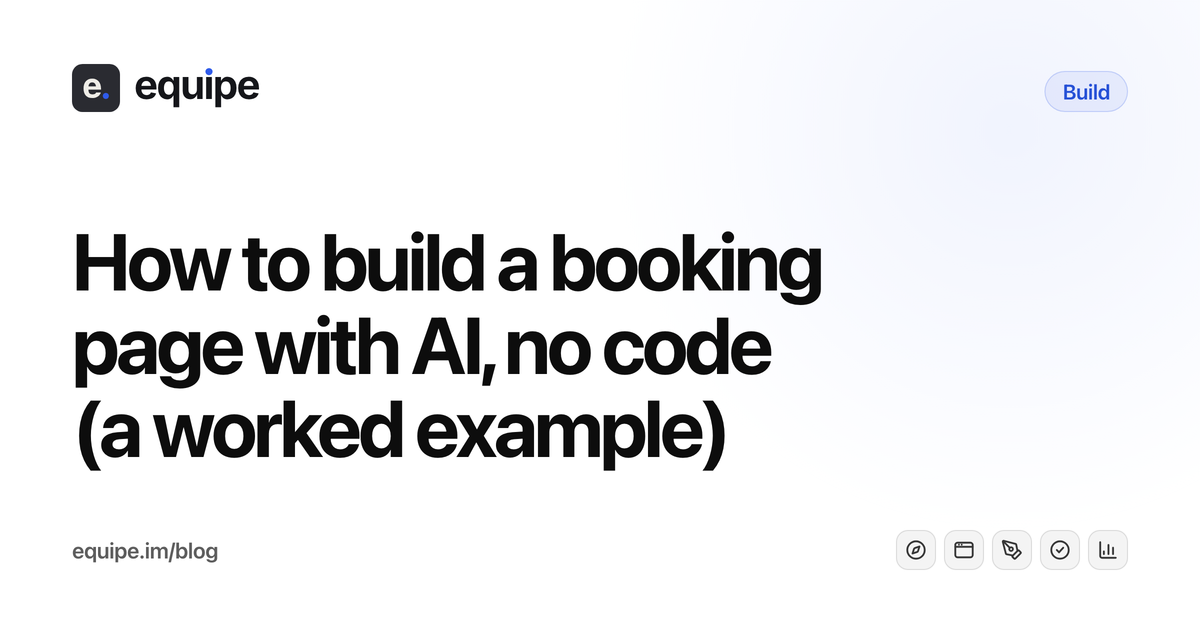 e.
equipe
Build
How to build a booking
page with AI, no code
(a worked example)
equipe.im/blog